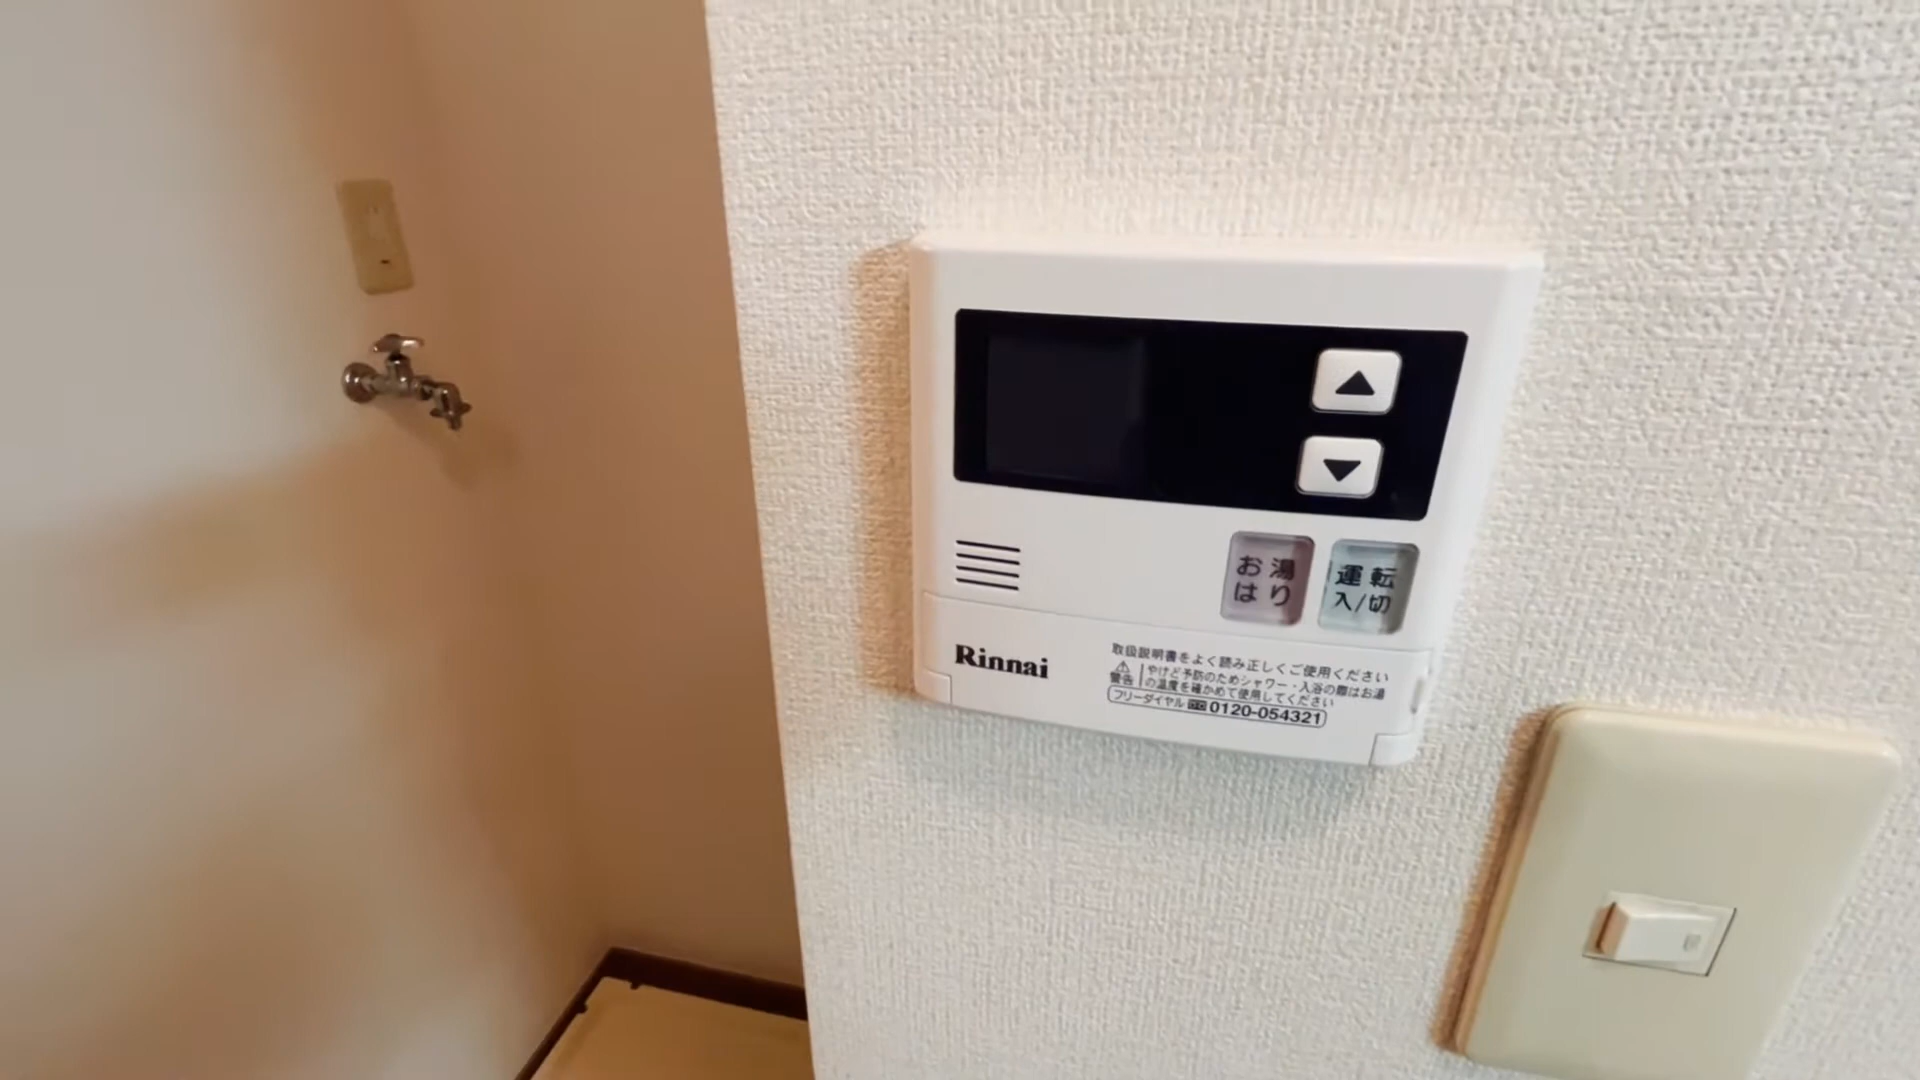 お湯
はり
運転
入/切
Rinnai
取扱説明書をよく読み正しくご使用ください
警告
やけど予防のためシャワー・入浴の際はお湯
の温度を確かめて使用してください
フリーダイヤル 0120-054321